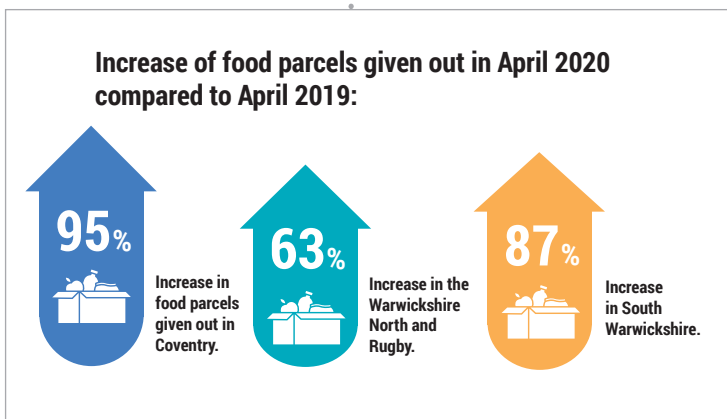 Increase of food parcels given out in April 2020
compared to April 2019:
95%
Increase in
food parcels
given out in
Coventry.
63%
Increase in the
Warwickshire
North and
Rugby.
87%
Increase
in South
Warwickshire.